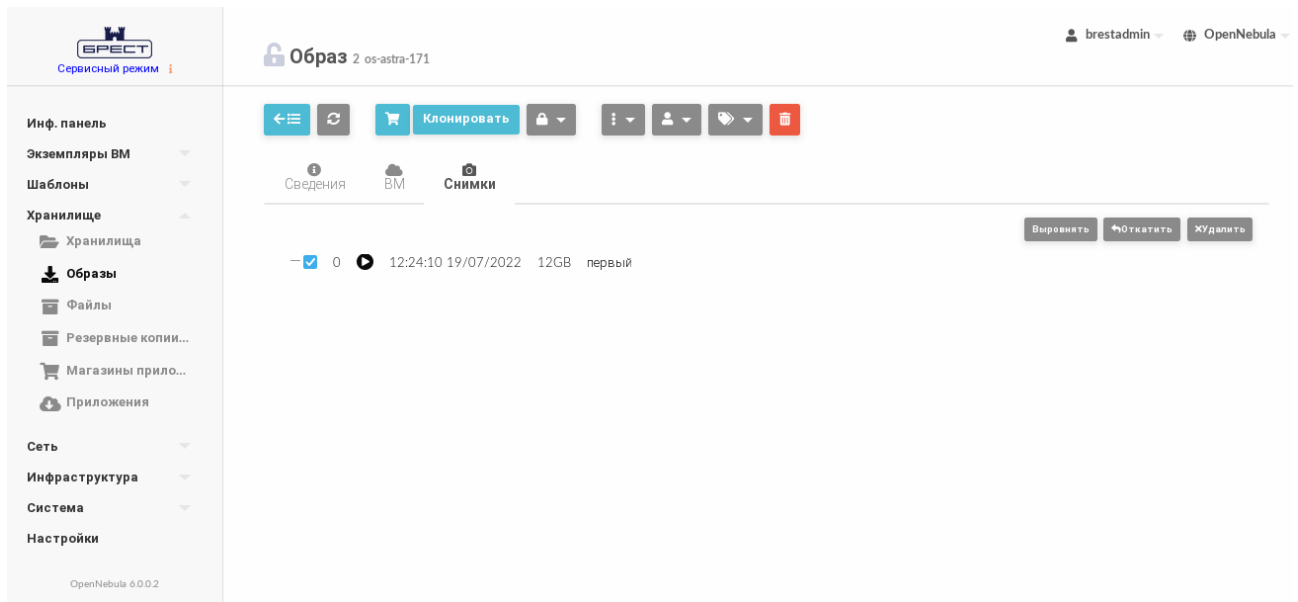 БРЕСТ
Сервисный режим
Образ 2 os-astra-171
brestadmin
OpenNebula
Инф. панель
Экземпляры ВМ
Шаблоны
Хранилище
Хранилища
Образы
Файлы
Резервные копии...
Магазины прило...
Приложения
Сеть
Инфраструктура
Система
Настройки
OpenNebula 6.0.0.2
Клонировать
Сведения
ВМ
Снимки
Выровнять
Откатить
Удалить
0 12:24:10 19/07/2022 12GB первый